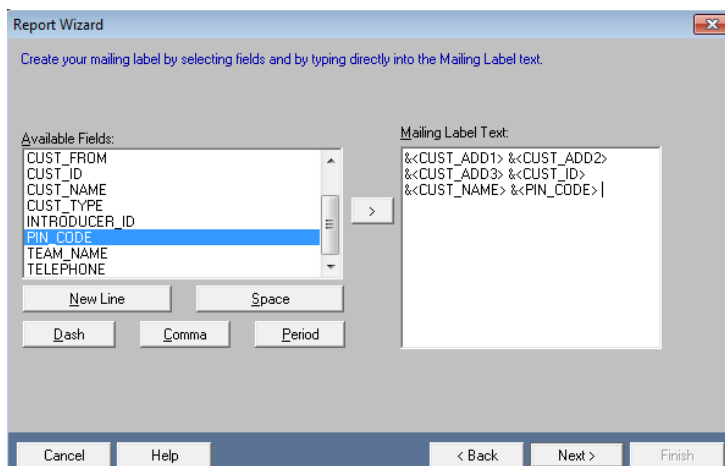 Report Wizard
Create your mailing label by selecting fields and by typing directly into the Mailing Label text.
Available Fields:
CUST_FROM
CUST_ID
CUST_NAME
CUST_TYPE
INTRODUCER_ID
PIN_CODE
TEAM_NAME
TELEPHONE
>
Mailing Label Text:
&<CUST_ADD1> &<CUST_ADD2>
&<CUST_ADD3> &<CUST_ID>
&<CUST_NAME> &<PIN_CODE>
New Line Space
Dash Comma Period
Cancel Help < Back Next > Finish